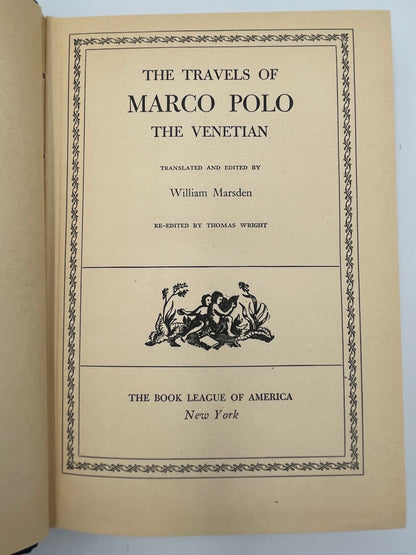 THE TRAVELS OF
MARCO POLO
THE VENETIAN
TRANSLATED AND EDITED BY
William Marsden
RE-EDITED BY THOMAS WRIGHT
THE BOOK LEAGUE OF AMERICA
New York